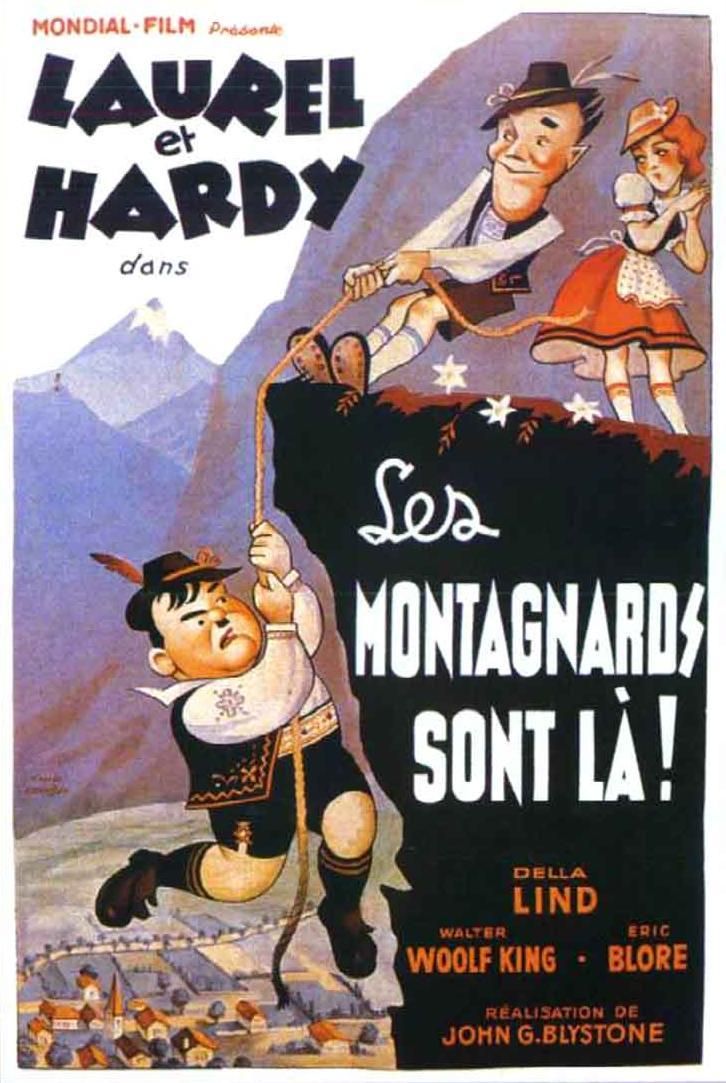 MONDIAL-FILM Présente
LAUREL
et
HARDY
dans
Les
MONTAGNARDS
SONT LÀ!
DELLA
LIND
WALTER ERIC
WOOLF KING · BLORE
RÉALISATION DE
JOHN G.BLYSTONE